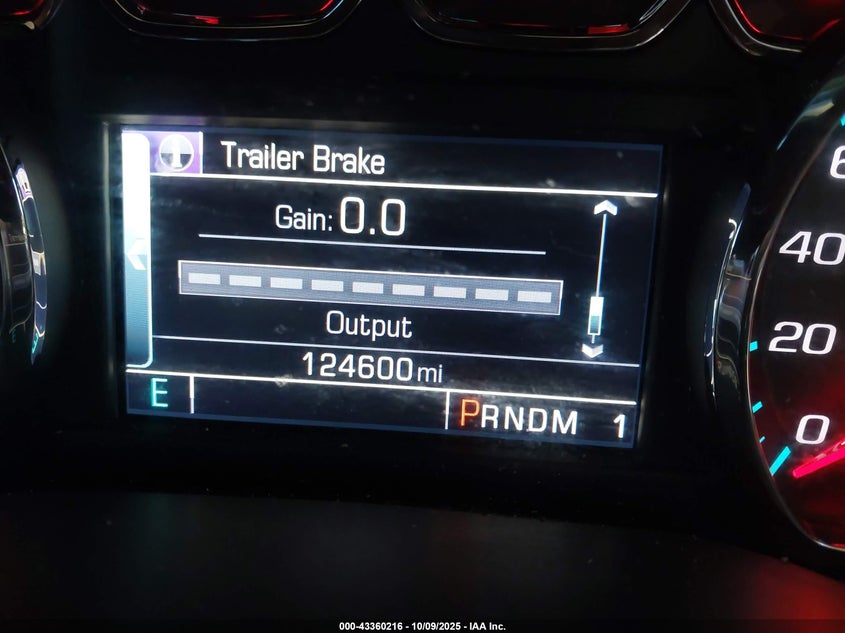 Trailer Brake
Gain: 0.0
Output
124600 mi
E
PRNDM 1
40
20
0
000-43360216 - 10/09/2025 - IAA Inc.